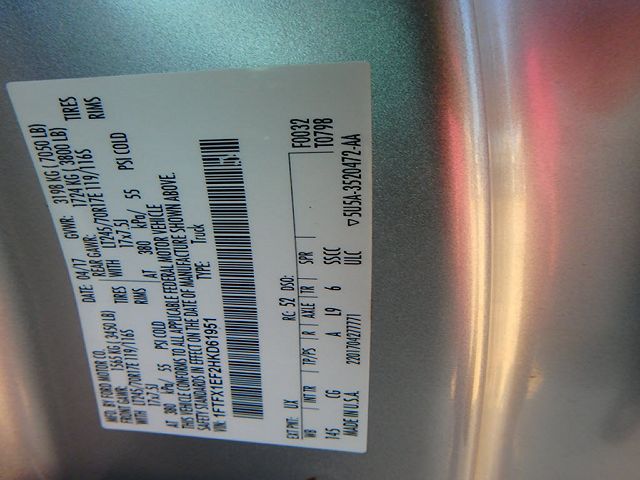 MFD. BY FORD MOTOR CO.
DATE: 04/17 GVWR: 3198 KG ( 7050 LB)
FRONT GAWR: 1565 KG (3450 LB) REAR GAWR: 1724 KG (3800 LB)
WITH LT245/70R17E 119/116S TIRES WITH LT245/70R17E 119/116S TIRES
17x7.5J RIMS 17x7.5J RIMS
AT 380 kPa/ 55 PSI COLD AT 380 kPa/ 55 PSI COLD
THIS VEHICLE CONFORMS TO ALL APPLICABLE FEDERAL MOTOR VEHICLE
SAFETY STANDARDS IN EFFECT ON THE DATE OF MANUFACTURE SHOWN ABOVE.
VIN: 1FTFX1EF2HKD61951 TYPE: Truck
F0032
T0798
EXT PNT: UX RC: 52 DSO:
WB INT TR TP/PS R AXLE TR SPR
145 CG A L9 6 SSCC
MADE IN U.S.A. 220170427771 ULC
▽5U5A-3520472-AA